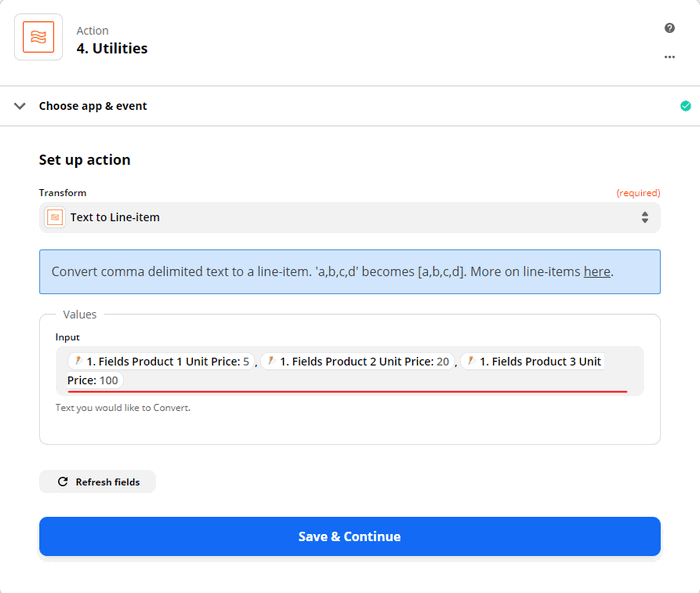 Action
4. Utilities
Choose app & event
Set up action
Transform
(required)
Text to Line-item
Convert comma delimited text to a line-item. 'a,b,c,d' becomes [a,b,c,d]. More on line-items here.
Values
Input
1. Fields Product 1 Unit Price: 5 , 1. Fields Product 2 Unit Price: 20 , 1. Fields Product 3 Unit
Price: 100
Text you would like to Convert.
Refresh fields
Save & Continue